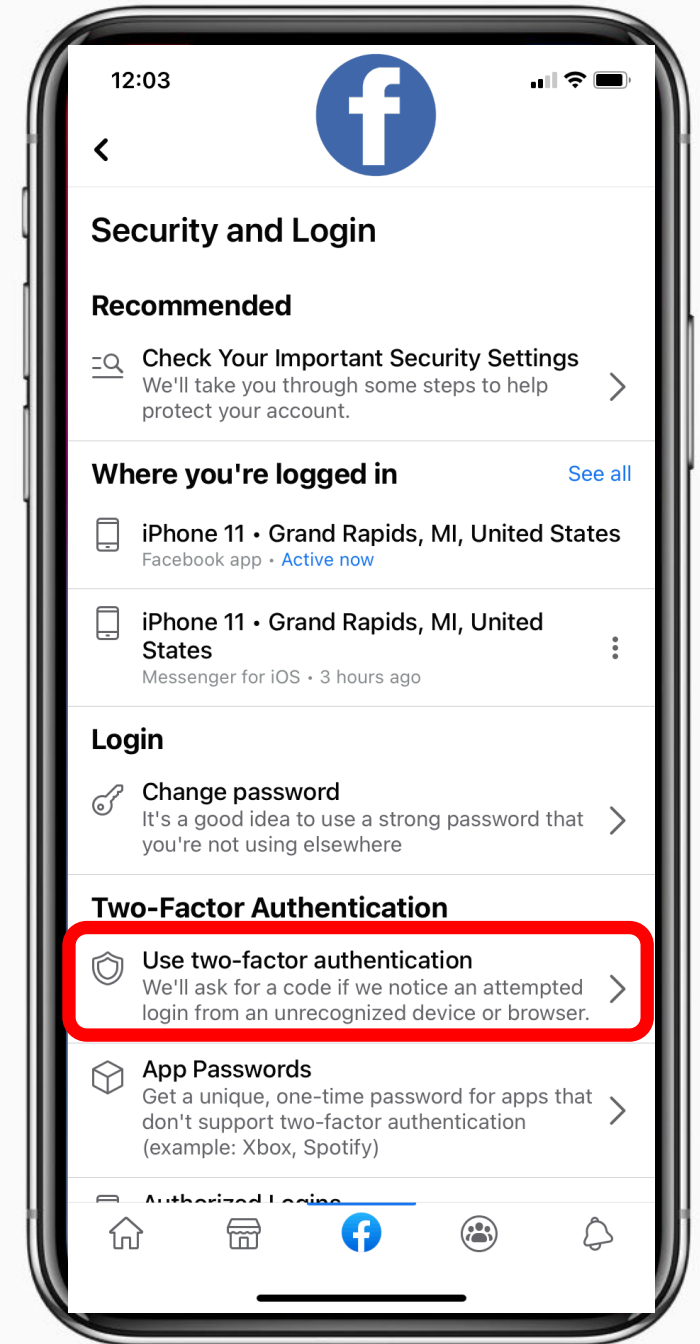 12:03
Security and Login
Recommended
Check Your Important Security Settings
We'll take you through some steps to help
protect your account.
Where you're logged in
See all
iPhone 11 • Grand Rapids, MI, United States
Facebook app • Active now
iPhone 11 • Grand Rapids, MI, United
States
Messenger for iOS • 3 hours ago
Login
Change password
It's a good idea to use a strong password that
you're not using elsewhere
Two-Factor Authentication
Use two-factor authentication
We'll ask for a code if we notice an attempted
login from an unrecognized device or browser.
App Passwords
Get a unique, one-time password for apps that
don't support two-factor authentication
(example: Xbox, Spotify)
Authorized Logins